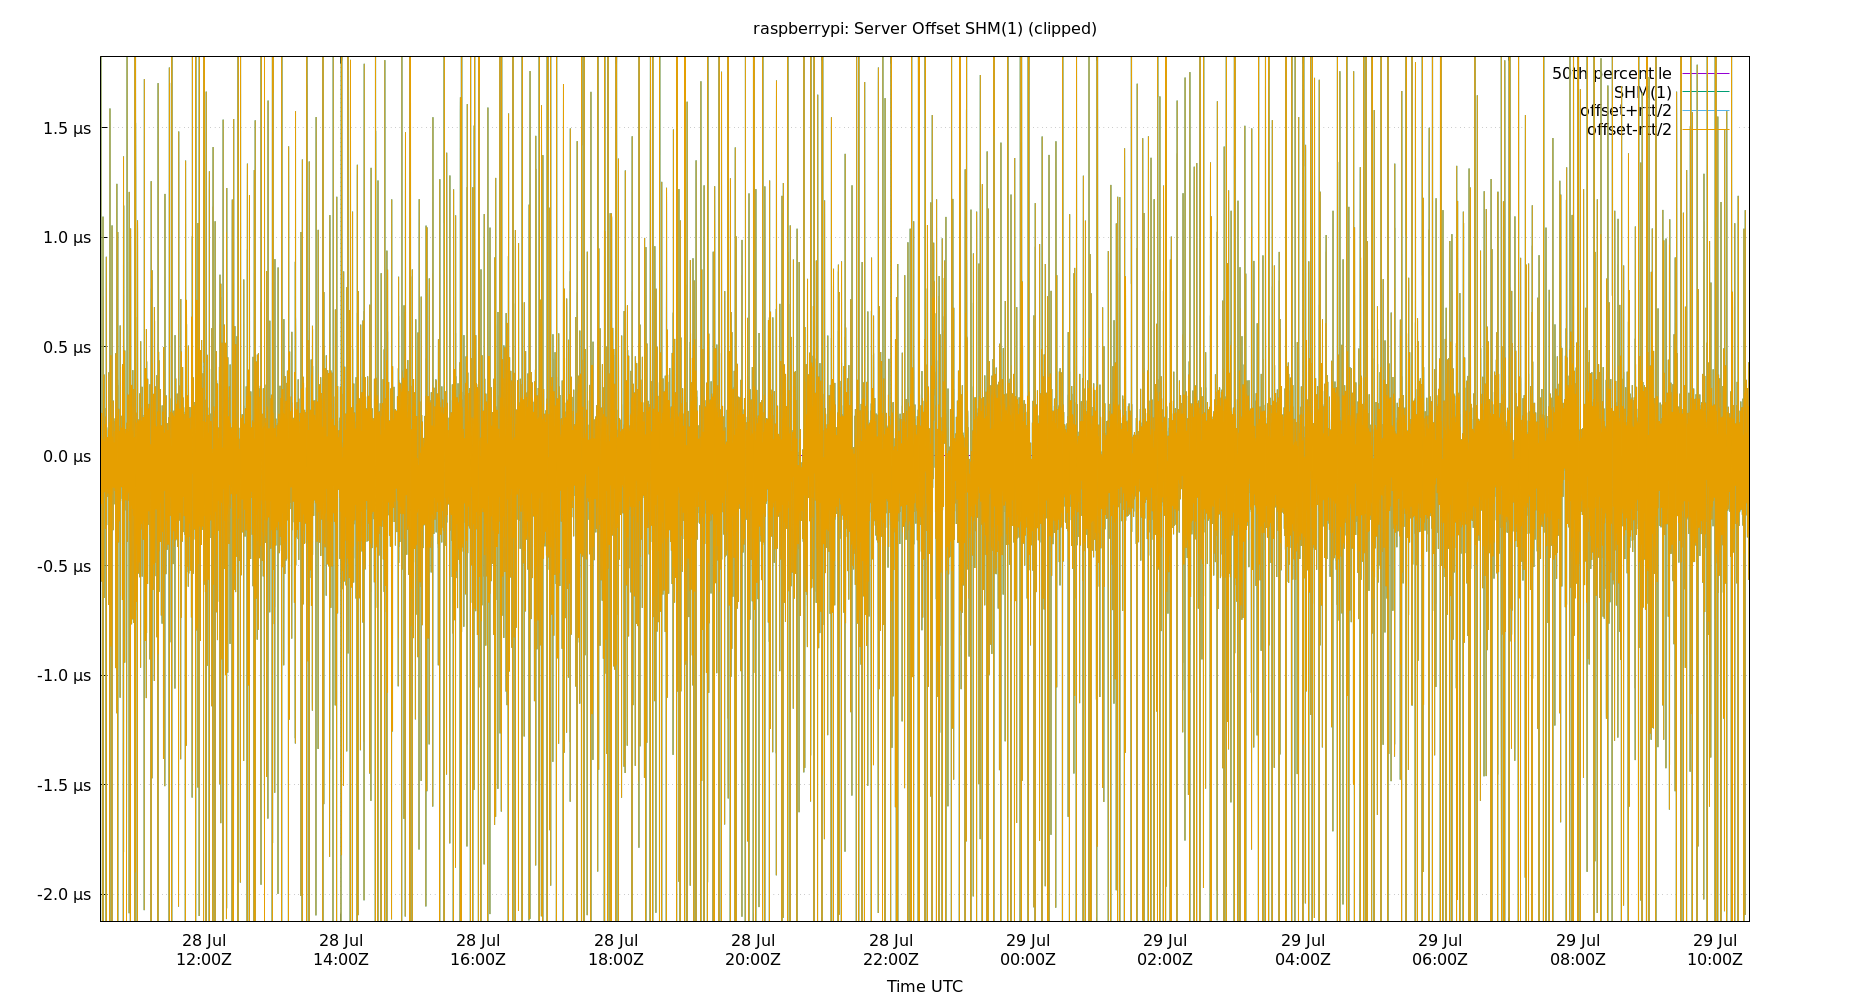 raspberrypi: Server Offset SHM(1) (clipped)
50th percentile
SHM(1)
offset+rtt/2
offset-rtt/2
1.5 µs
1.0 µs
0.5 µs
0.0 µs
-0.5 µs
-1.0 µs
-1.5 µs
-2.0 µs
28 Jul 28 Jul 28 Jul 28 Jul 28 Jul 28 Jul 29 Jul 29 Jul 29 Jul 29 Jul 29 Jul 29 Jul
12:00Z 14:00Z 16:00Z 18:00Z 20:00Z 22:00Z 00:00Z 02:00Z 04:00Z 06:00Z 08:00Z 10:00Z
Time UTC